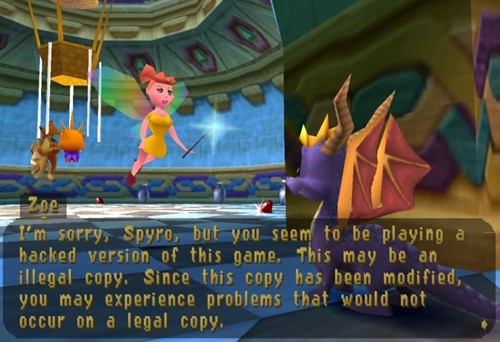 Zoe
I'm sorry, Spyro, but you seem to be playing a
hacked version of this game. This may be an
illegal copy. Since this copy has been modified,
you may experience problems that would not
occur on a legal copy.